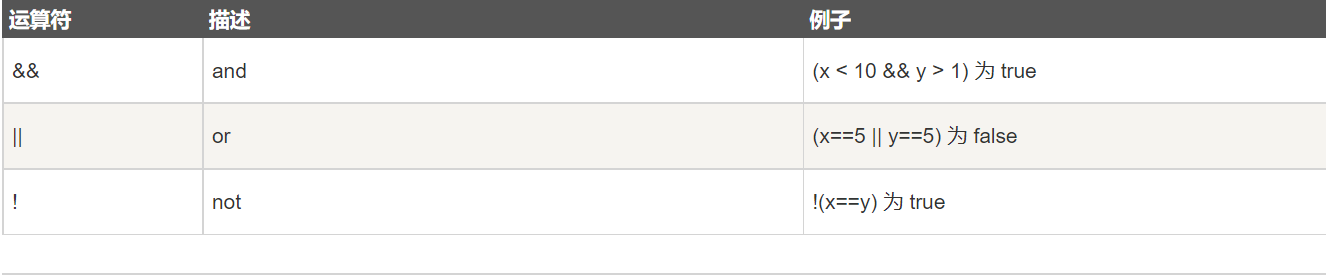 运算符 描述 例子
&& and (x < 10 && y > 1) 为 true
|| or (x==5 || y==5) 为 false
! not !(x==y) 为 true